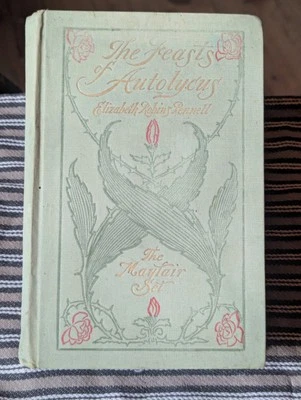 The Feasts
of Autolycus
Elizabeth Robins Pennell
The
Mayfair
Set